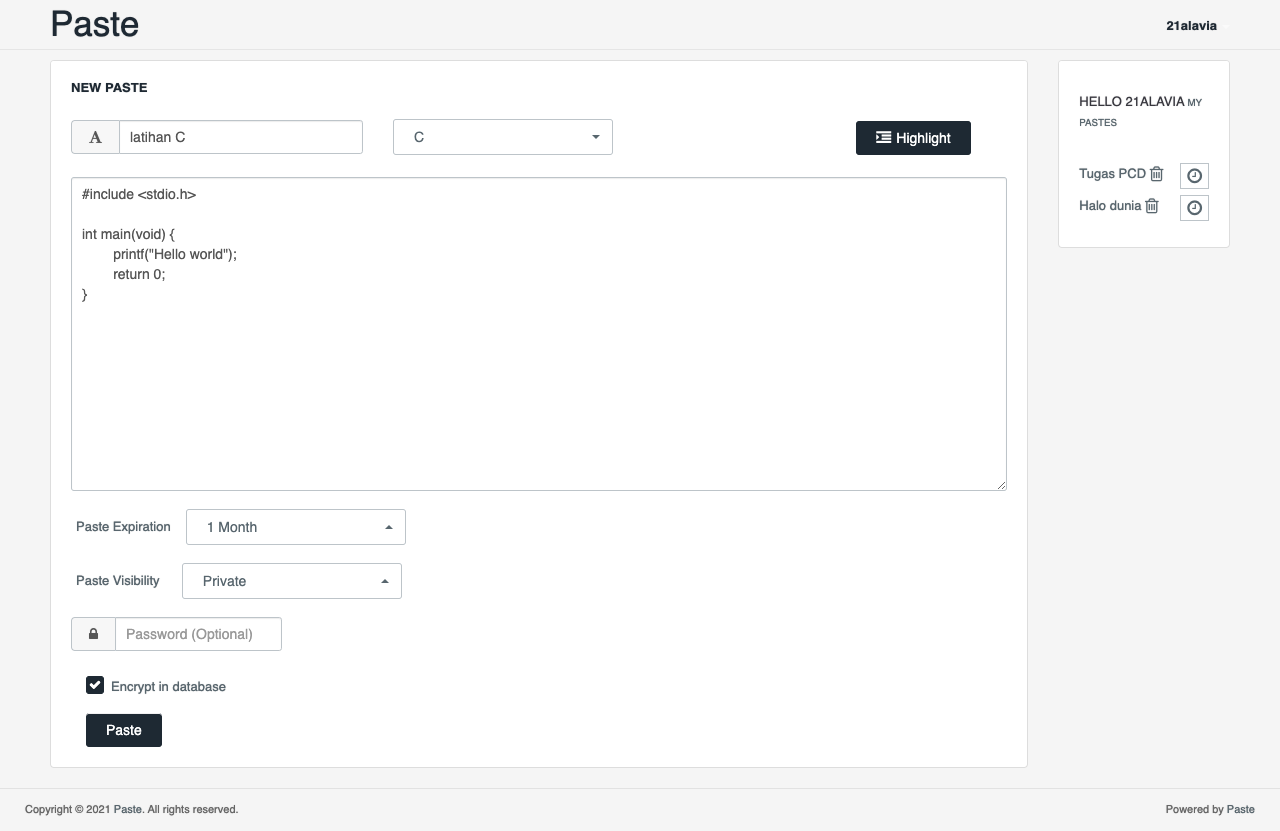 Paste
21alavia
NEW PASTE
latihan C
C
Highlight
#include <stdio.h>
int main(void) {
printf("Hello world");
return 0;
}
Paste Expiration
1 Month
Paste Visibility
Private
Password (Optional)
Encrypt in database
Paste
HELLO 21ALAVIA MY
PASTES
Tugas PCD
Halo dunia
Copyright © 2021 Paste. All rights reserved.
Powered by Paste